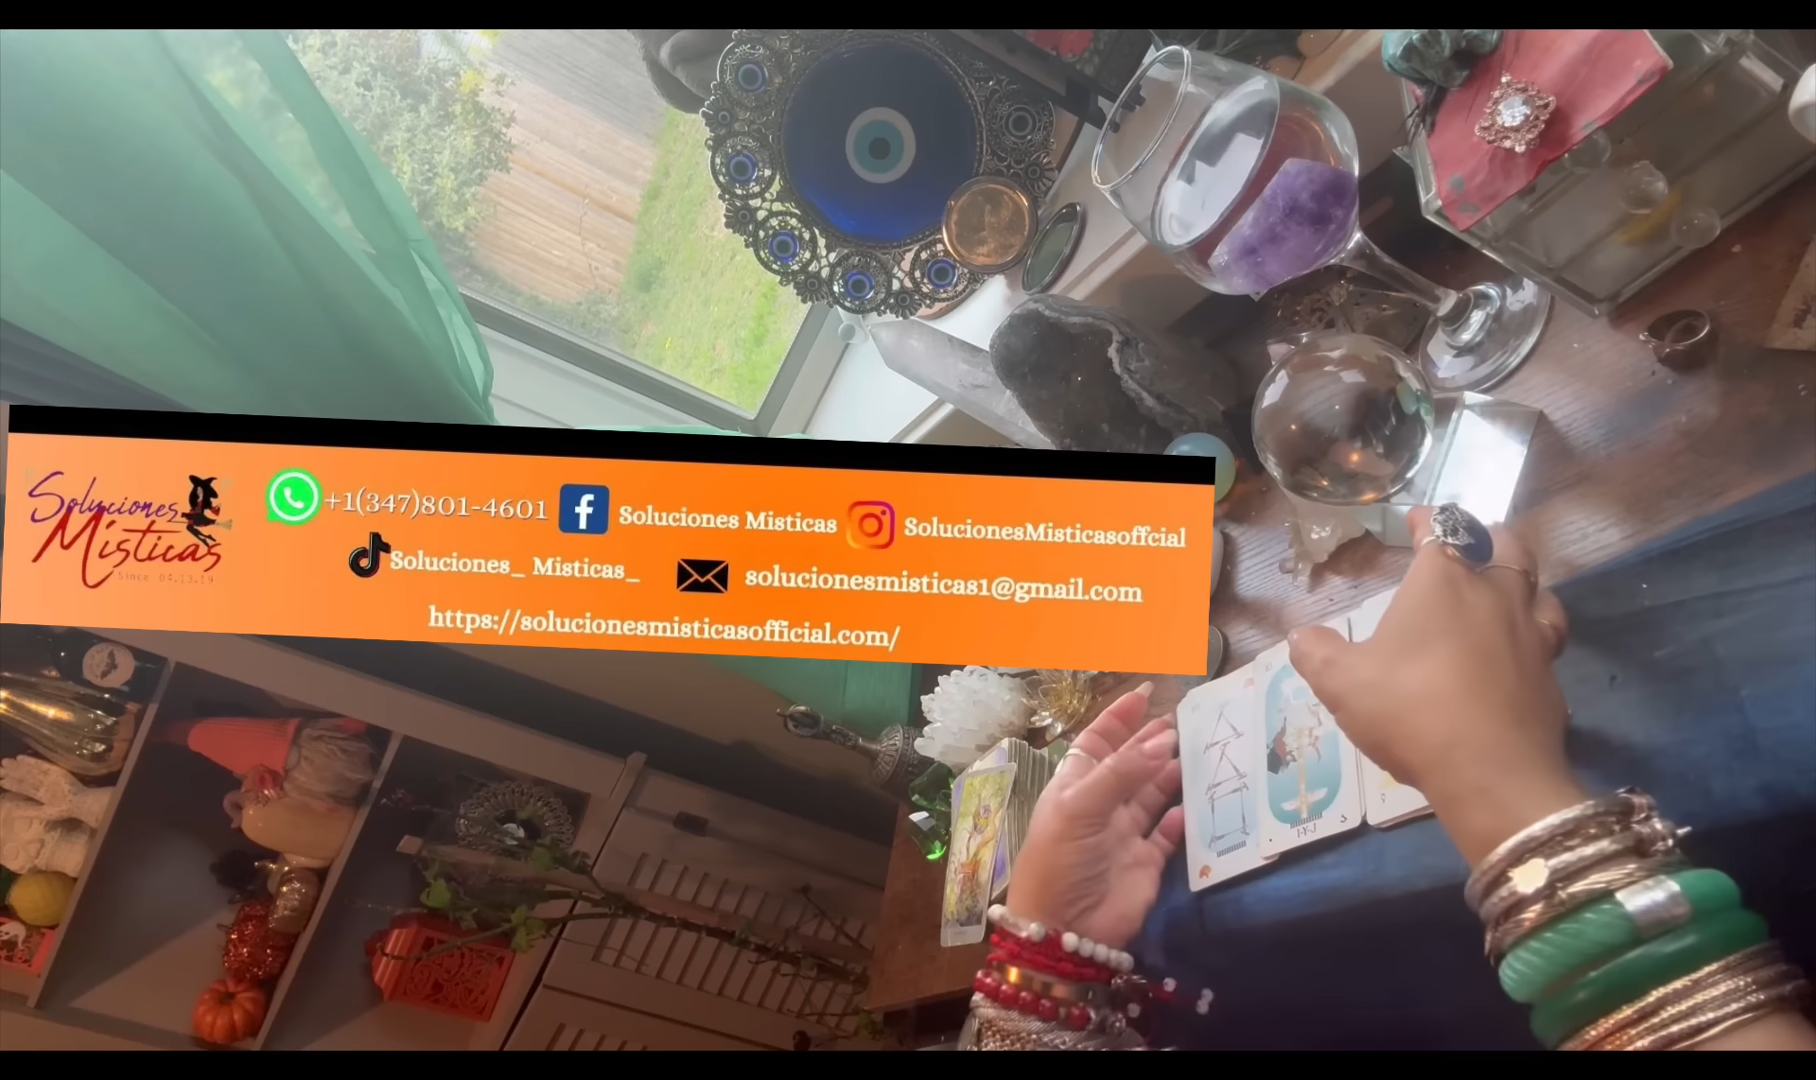 Soluciones
Misticas
Since 04.13.19
+1(347)801-4601
Soluciones Misticas
SolucionesMisticasoffcial
Soluciones_ Misticas_
solucionesmisticas1@gmail.com
https://solucionesmisticasofficial.com/